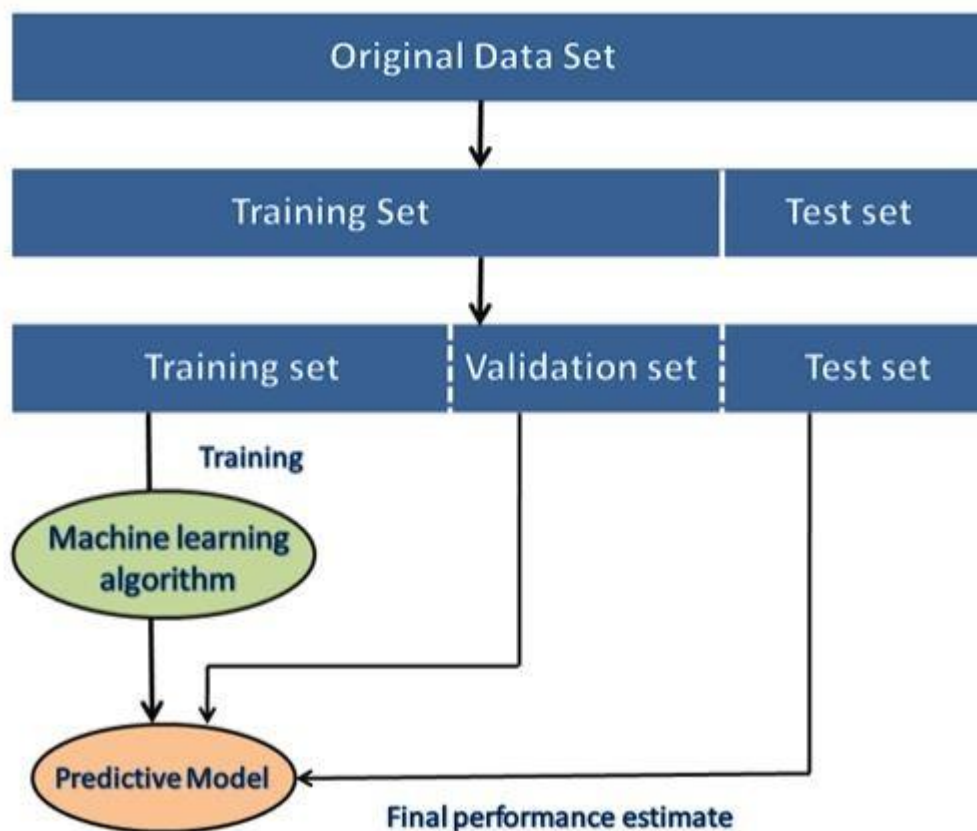 Original Data Set
Training Set
Test set
Training set
Validation set
Test set
Training
Machine learning
algorithm
Predictive Model
Final performance estimate